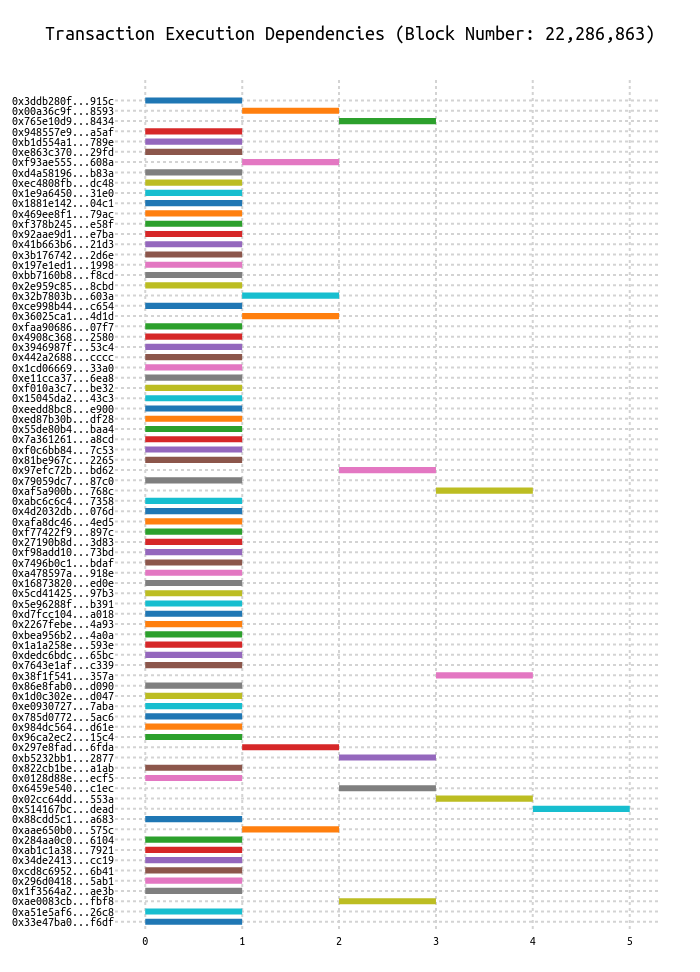 Transaction Execution Dependencies (Block Number: 22,286,863)
0x3ddb280f...915c
0x00a36c9f...8593
0x765e10d9...8434
0x948557e9...a5af
0xb1d554a1...789e
0xe863c370...29fd
0xf93ae555...608a
0xd4a58196...b83a
0xec4808fb...dc48
0x1e9a6450...31e0
0x1881e142...04c1
0x469ee8f1...79ac
0xf378b245...e58f
0x92aae9d1...e7ba
0x41b663b6...21d3
0x3b176742...2d6e
0x197e1ed1...1998
0xbb7160b8...f8cd
0x2e959c85...8cbd
0x32b7803b...603a
0xce998b44...c654
0x36025ca1...4d1d
0xfaa90686...07f7
0x4908c368...2580
0x3946987f...53c4
0x442a2688...cccc
0x1cd06669...33a0
0xe11cca37...6ea8
0xf010a3c7...be32
0x15045da2...43c3
0xeedd8bc8...e900
0xed87b30b...df28
0x55de80b4...baa4
0x7a361261...a8cd
0xf0c6bb84...7c53
0x81be967c...2265
0x97efc72b...bd62
0x79059dc7...87c0
0xaf5a900b...768c
0xabc6c6c4...7358
0x4d2032db...076d
0xafa8dc46...4ed5
0xf77422f9...897c
0x27190b8d...3d83
0xf98add10...73bd
0x7496b0c1...bdaf
0xa478597a...918e
0x16873820...ed0e
0x5cd41425...97b3
0x5e96288f...b391
0xd7fcc104...a018
0x2267febe...4a93
0xbea956b2...4a0a
0x1a1a258e...593e
0xdedc6bdc...65bc
0x7643e1af...c339
0x38f1f541...357a
0x86e8fab0...d090
0x1d0c302e...d047
0xe0930727...7aba
0x785d0772...5ac6
0x984dc564...d61e
0x96ca2ec2...15c4
0x297e8fad...6fda
0xb5232bb1...2877
0x822cb1be...a1ab
0x0128d88e...ecf5
0x6459e540...c1ec
0x02cc64dd...553a
0x514167bc...dead
0x88cdd5c1...a683
0xaae650b0...575c
0x284aa0c0...6104
0xab1c1a38...7921
0x34de2413...cc19
0xcd8c6952...6b41
0x296d0418...5ab1
0x1f3564a2...ae3b
0xae0083cb...fbf8
0xa51e5af6...26c8
0x33e47ba0...f6df
0 1 2 3 4 5